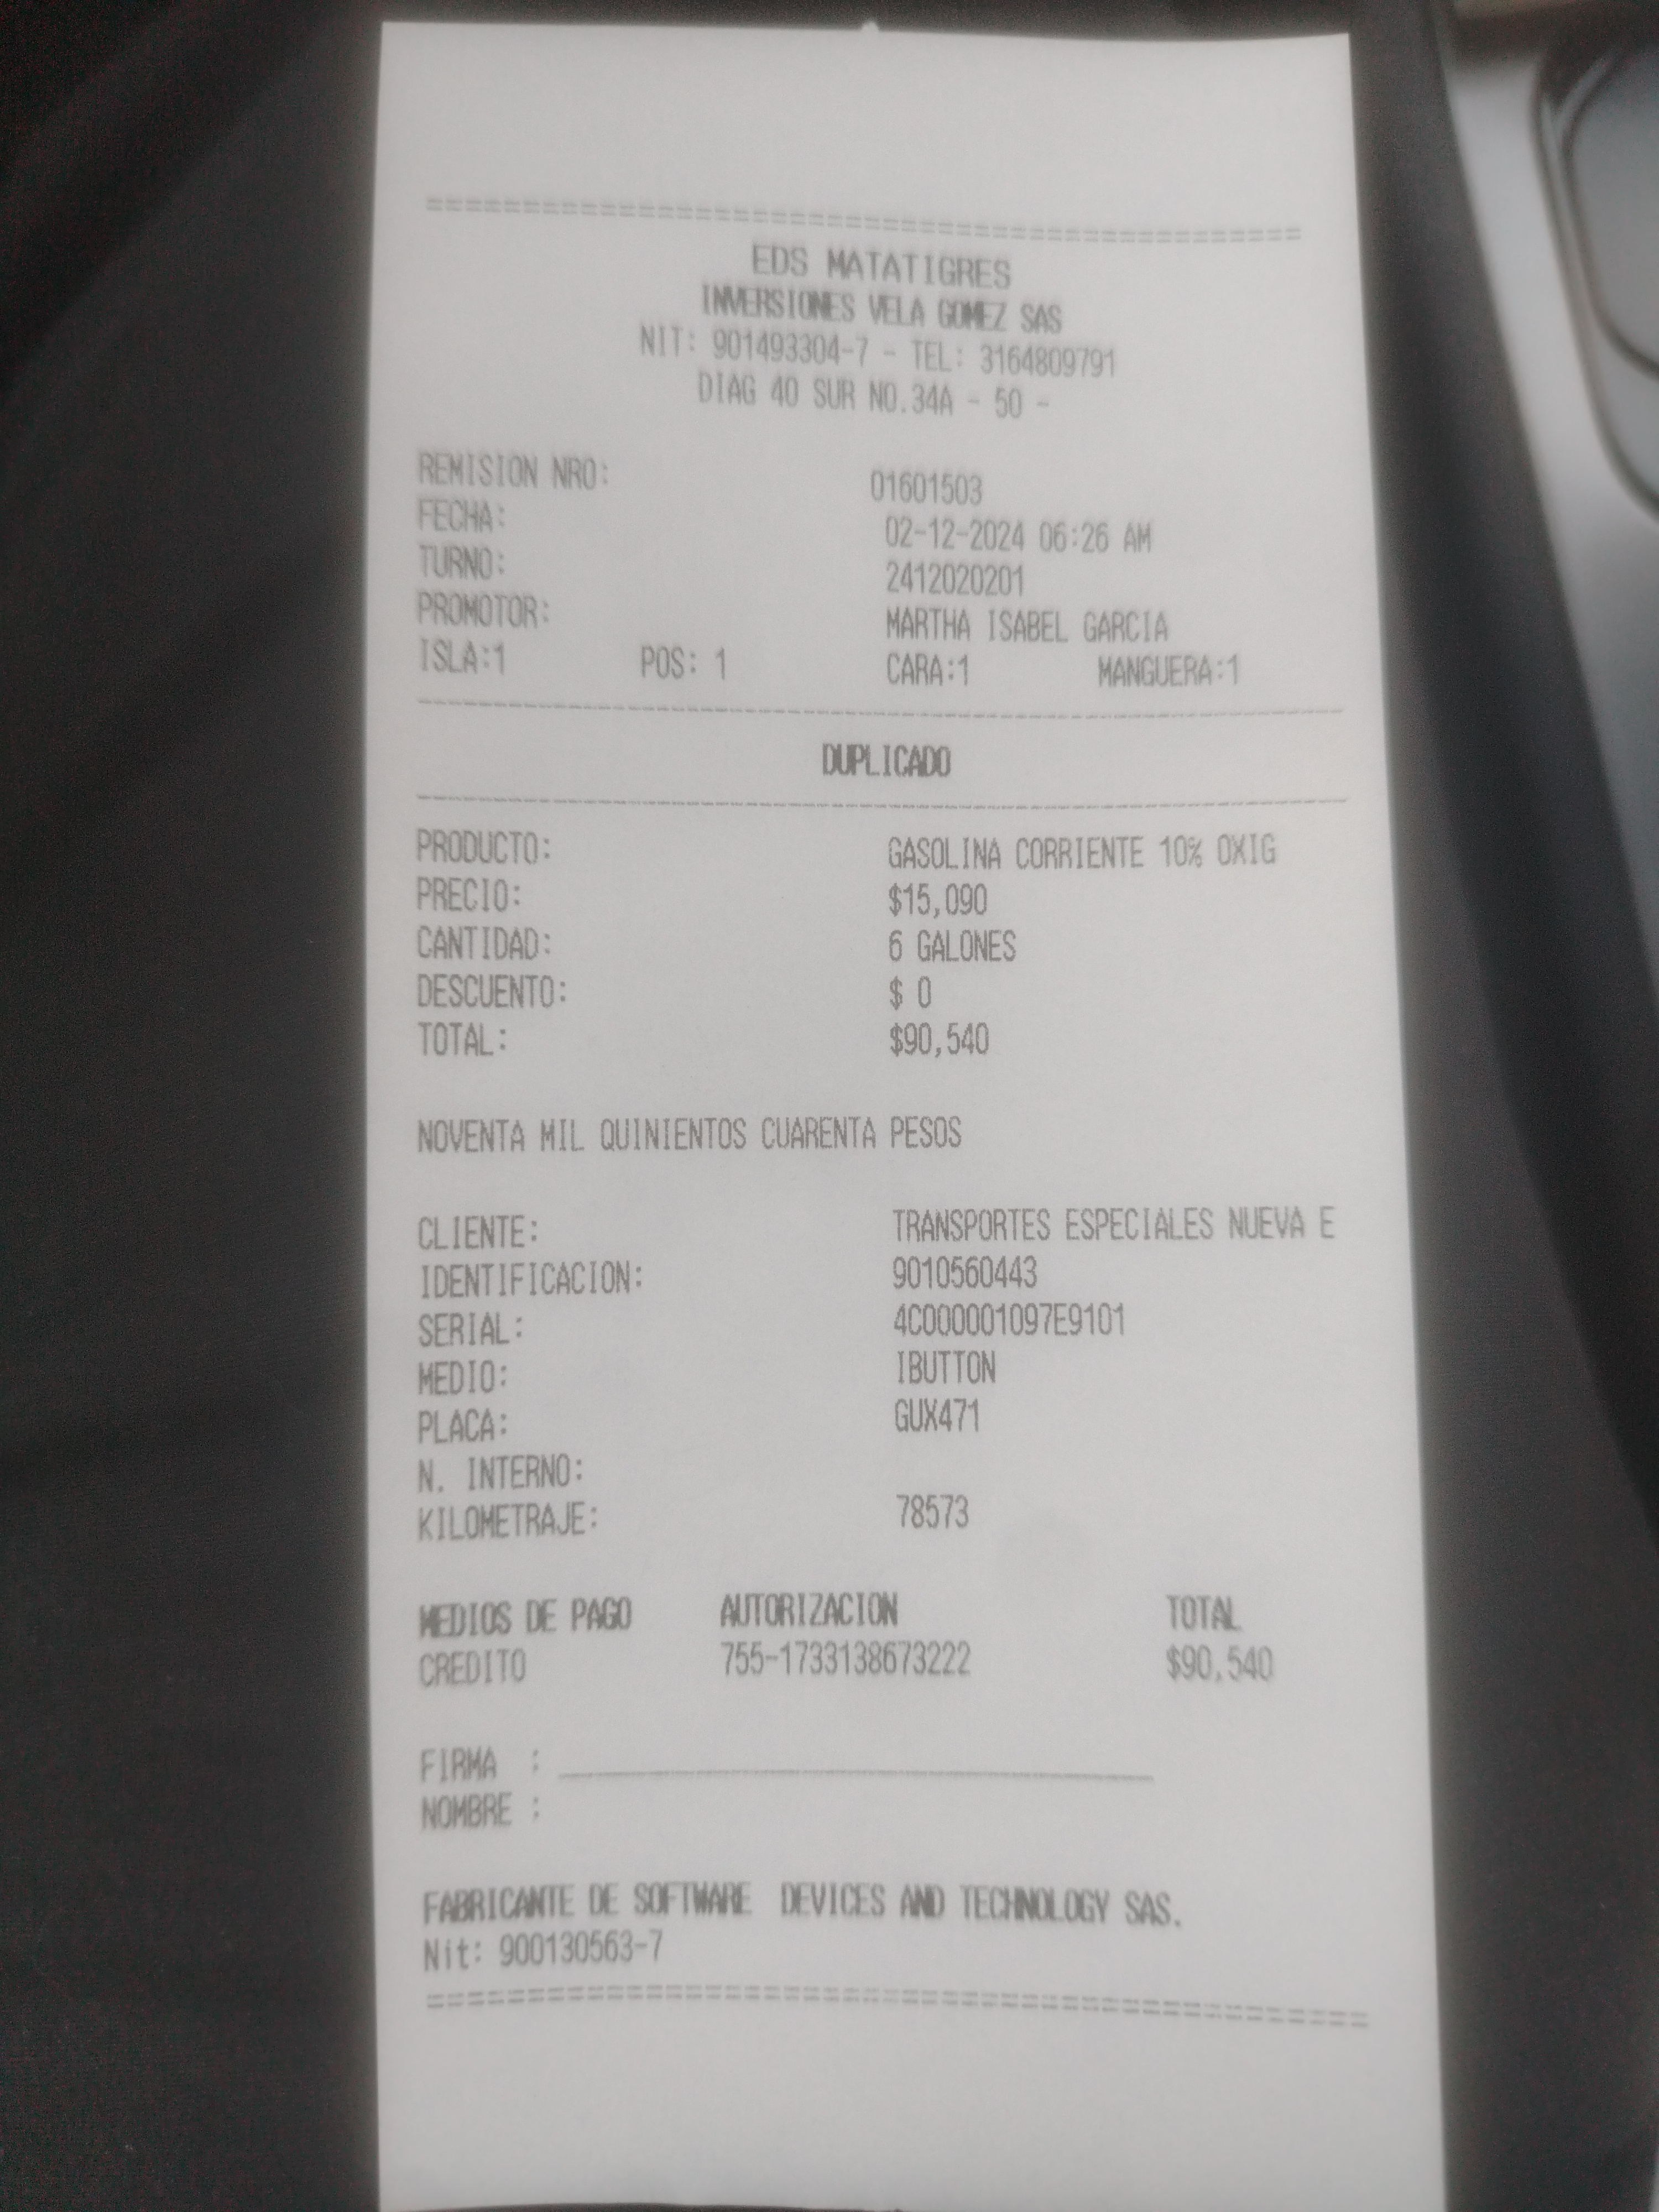 ================================================
EDS MATATIGRES
INVERSIONES VELA GOMEZ SAS
NIT: 901493304-7 - TEL: 3164809791
DIAG 40 SUR NO.34A - 50 -
REMISION NRO: 01601503
FECHA: 02-12-2024 06:26 AM
TURNO: 2412020201
PROMOTOR: MARTHA ISABEL GARCIA
ISLA:1 POS: 1 CARA:1 MANGUERA:1
DUPLICADO
PRODUCTO: GASOLINA CORRIENTE 10% OXIG
PRECIO: $15,090
CANTIDAD: 6 GALONES
DESCUENTO: $ 0
TOTAL: $90,540
NOVENTA MIL QUINIENTOS CUARENTA PESOS
CLIENTE: TRANSPORTES ESPECIALES NUEVA E
IDENTIFICACION: 9010560443
SERIAL: 4C000001097E9101
MEDIO: IBUTTON
PLACA: GUX471
N. INTERNO:
KILOMETRAJE: 78573
MEDIOS DE PAGO AUTORIZACION TOTAL
CREDITO 755-1733138673222 $90,540
FIRMA : ______________________________
NOMBRE :
FABRICANTE DE SOFTWARE DEVICES AND TECHNOLOGY SAS.
Nit: 900130563-7
================================================